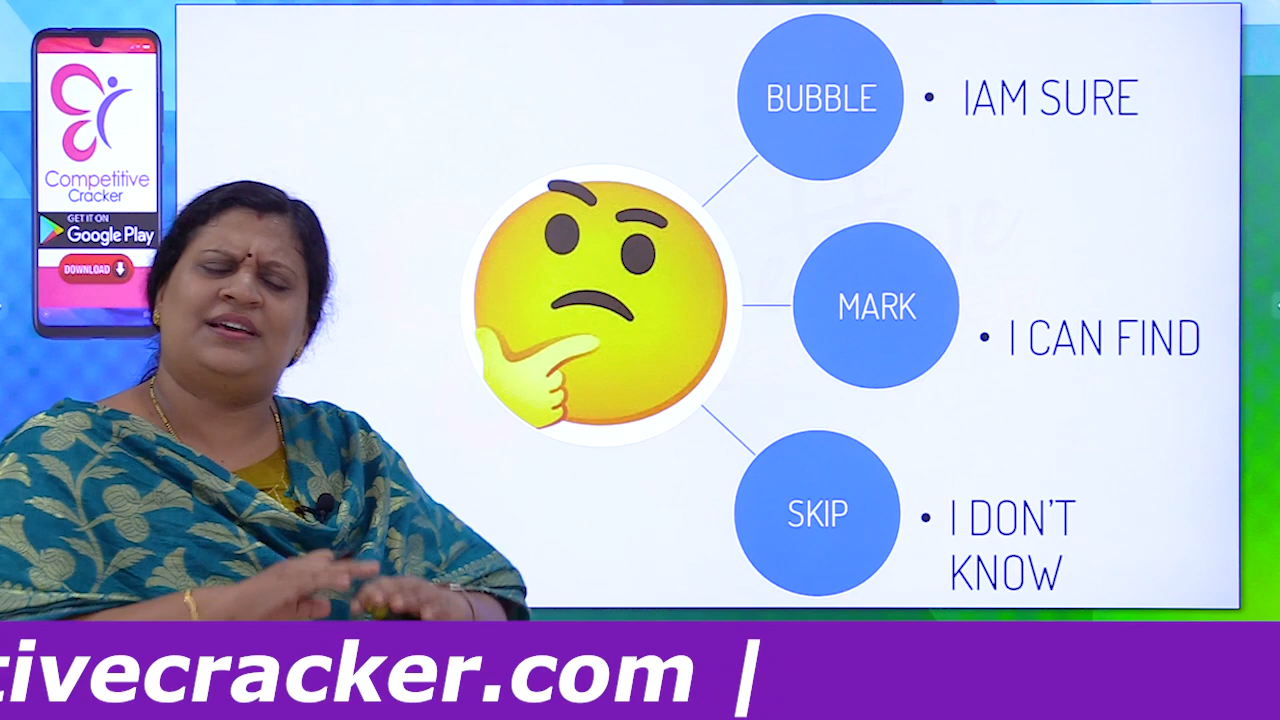 Competitive
Cracker
GET IT ON
Google Play
DOWNLOAD
BUBBLE
• IAM SURE
MARK
• I CAN FIND
SKIP
• I DON'T
KNOW
tivecracker.com |